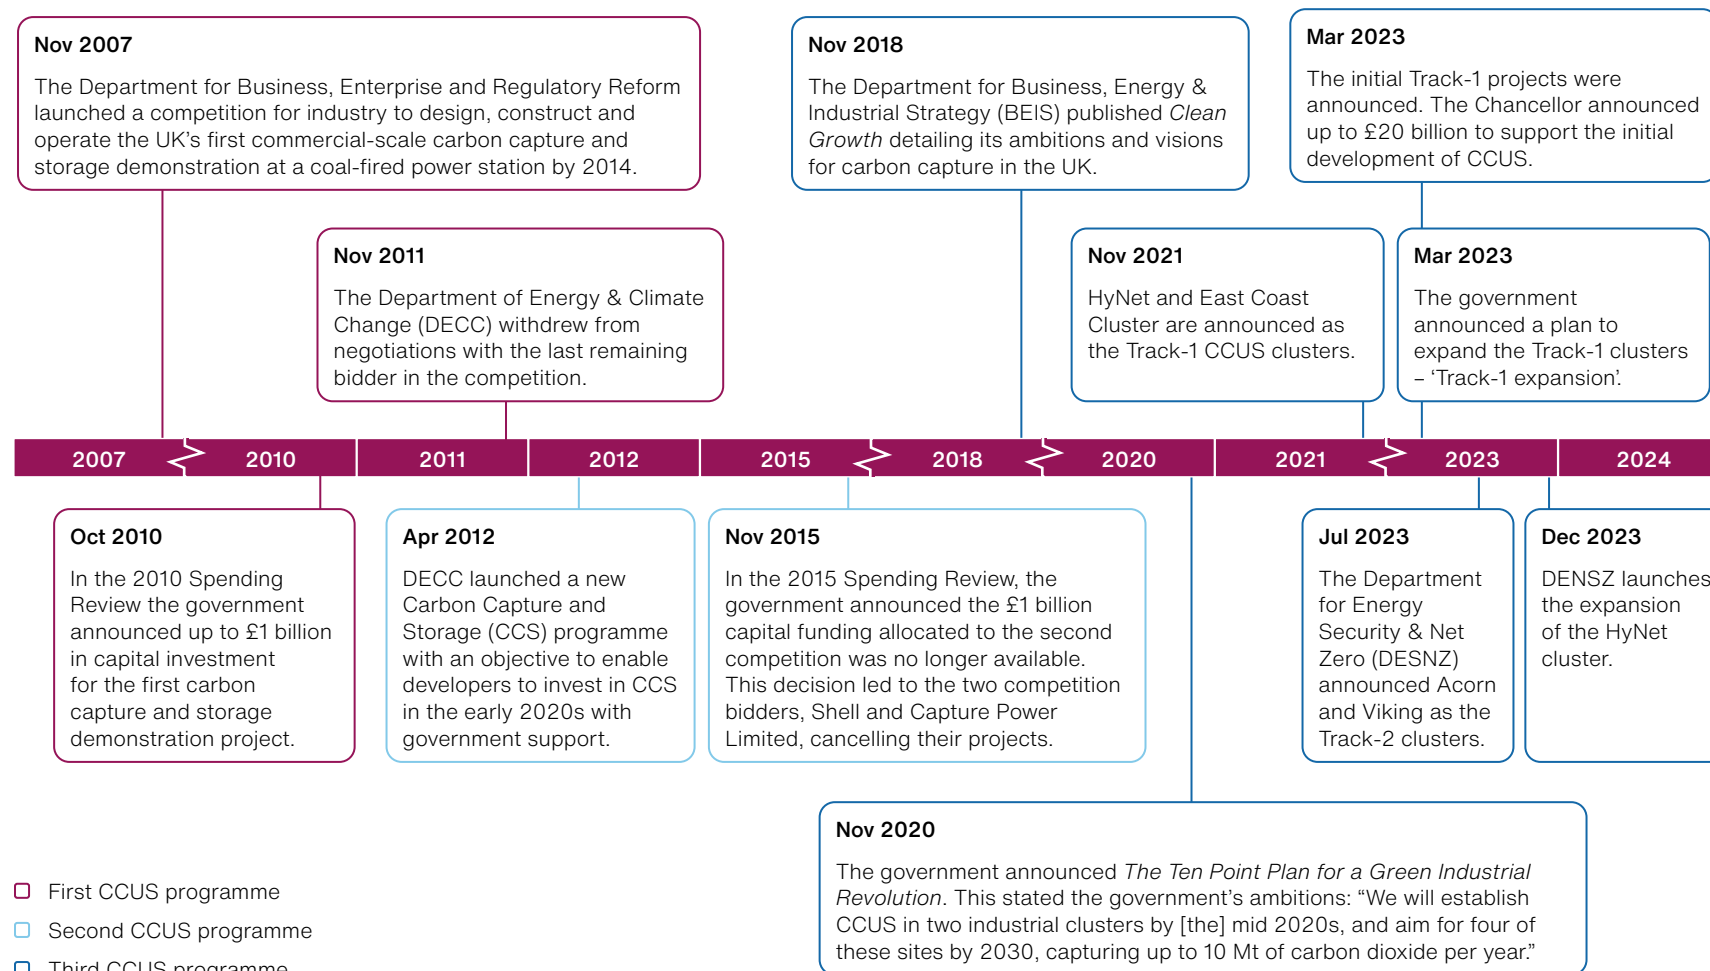 Nov 2007
The Department for Business, Enterprise and Regulatory Reform
launched a competition for industry to design, construct and
operate the UK’s first commercial-scale carbon capture and
storage demonstration at a coal-fired power station by 2014.
Nov 2018
The Department for Business, Energy &
Industrial Strategy (BEIS) published Clean
Growth detailing its ambitions and visions
for carbon capture in the UK.
Mar 2023
The initial Track-1 projects were
announced. The Chancellor announced
up to £20 billion to support the initial
development of CCUS.
Nov 2011
The Department of Energy & Climate
Change (DECC) withdrew from
negotiations with the last remaining
bidder in the competition.
Nov 2021
HyNet and East Coast
Cluster are announced as
the Track-1 CCUS clusters.
Mar 2023
The government
announced a plan to
expand the Track-1 clusters
– ‘Track-1 expansion’.
2007 2010 2011 2012 2015 2018 2020 2021 2023 2024
Oct 2010
In the 2010 Spending
Review the government
announced up to £1 billion
in capital investment
for the first carbon
capture and storage
demonstration project.
Apr 2012
DECC launched a new
Carbon Capture and
Storage (CCS) programme
with an objective to enable
developers to invest in CCS
in the early 2020s with
government support.
Nov 2015
In the 2015 Spending Review, the
government announced the £1 billion
capital funding allocated to the second
competition was no longer available.
This decision led to the two competition
bidders, Shell and Capture Power
Limited, cancelling their projects.
Jul 2023
The Department
for Energy
Security & Net
Zero (DESNZ)
announced Acorn
and Viking as the
Track-2 clusters.
Dec 2023
DENSZ launches
the expansion
of the HyNet
cluster.
Nov 2020
The government announced The Ten Point Plan for a Green Industrial
Revolution. This stated the government’s ambitions: “We will establish
CCUS in two industrial clusters by [the] mid 2020s, and aim for four of
these sites by 2030, capturing up to 10 Mt of carbon dioxide per year.”
First CCUS programme
Second CCUS programme
Third CCUS programme